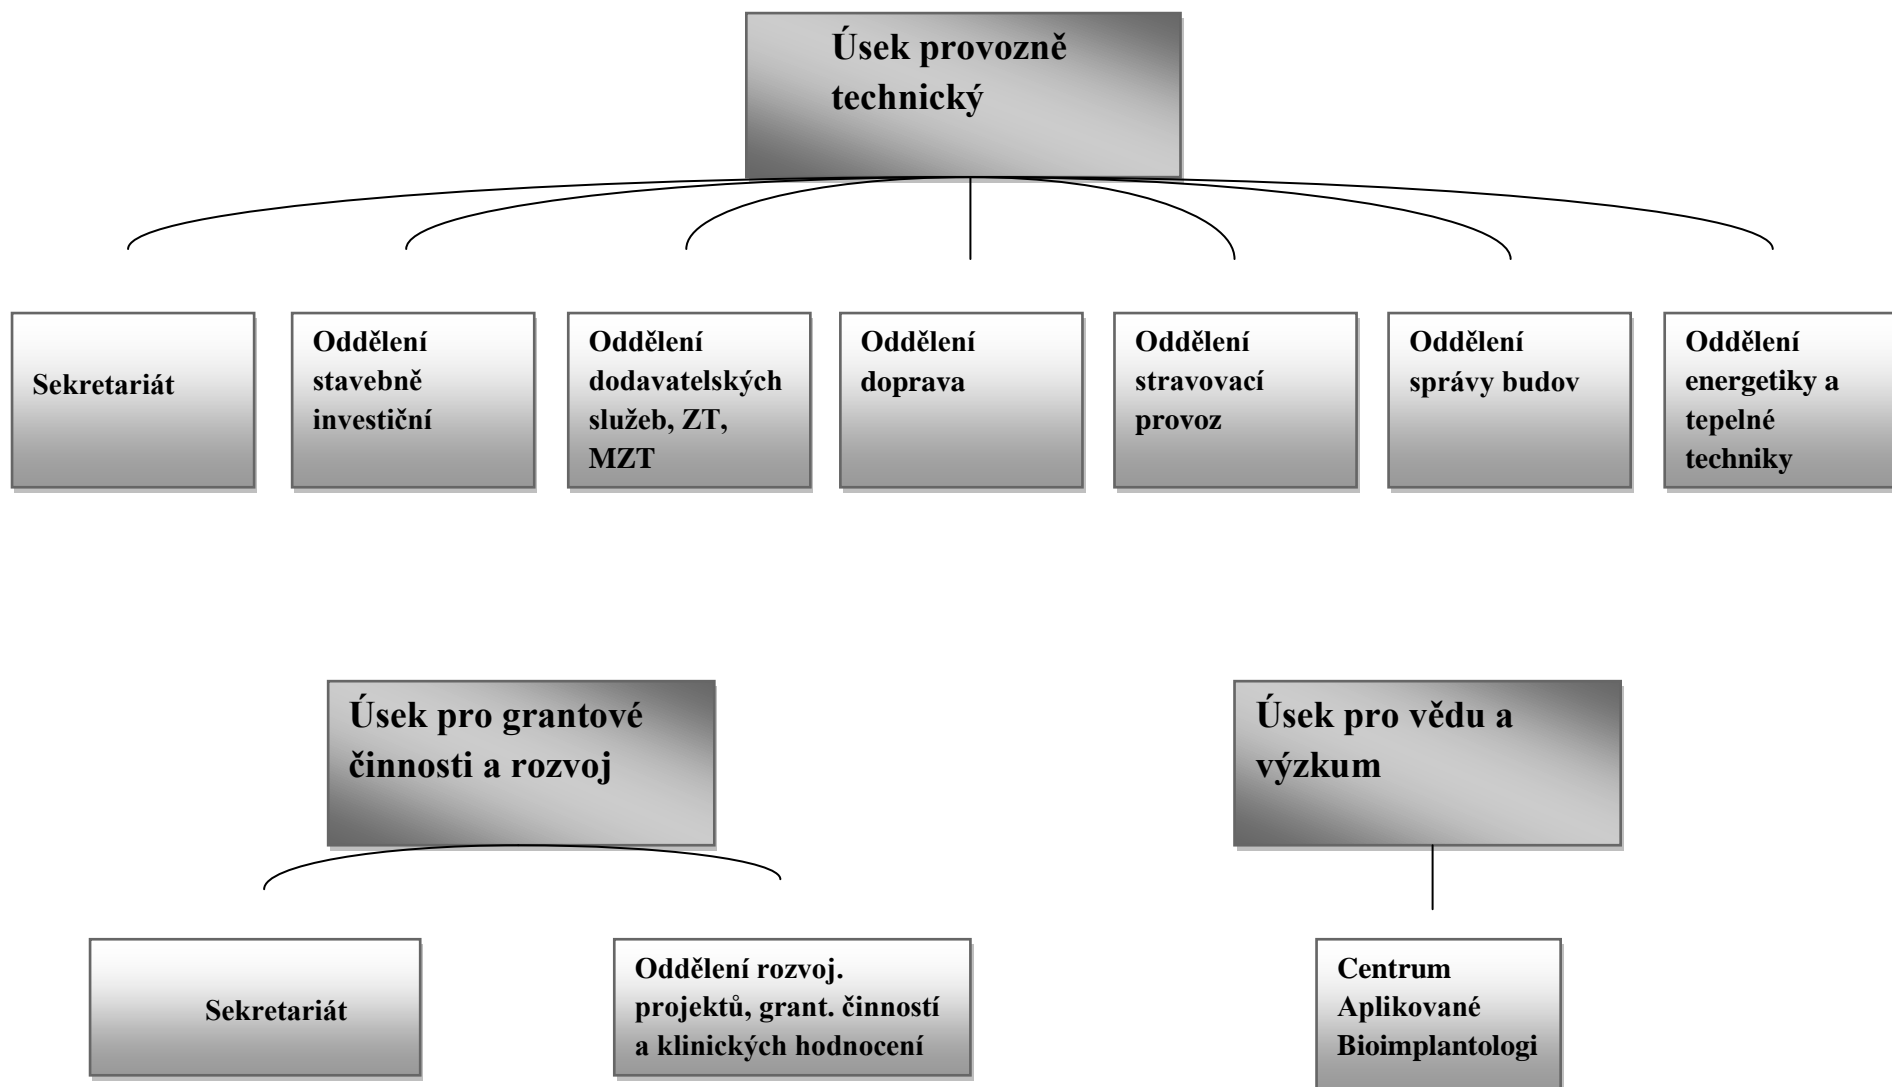 Úsek provozně
technický
Sekretariát
Oddělení
stavebně
investiční
Oddělení
dodavatelských
služeb, ZT,
MZT
Oddělení
doprava
Oddělení
stravovací
provoz
Oddělení
správy budov
Oddělení
energetiky a
tepelné
techniky
Úsek pro grantové
činnosti a rozvoj
Úsek pro vědu a
výzkum
Sekretariát
Oddělení rozvoj.
projektů, grant. činností
a klinických hodnocení
Centrum
Aplikované
Bioimplantologi